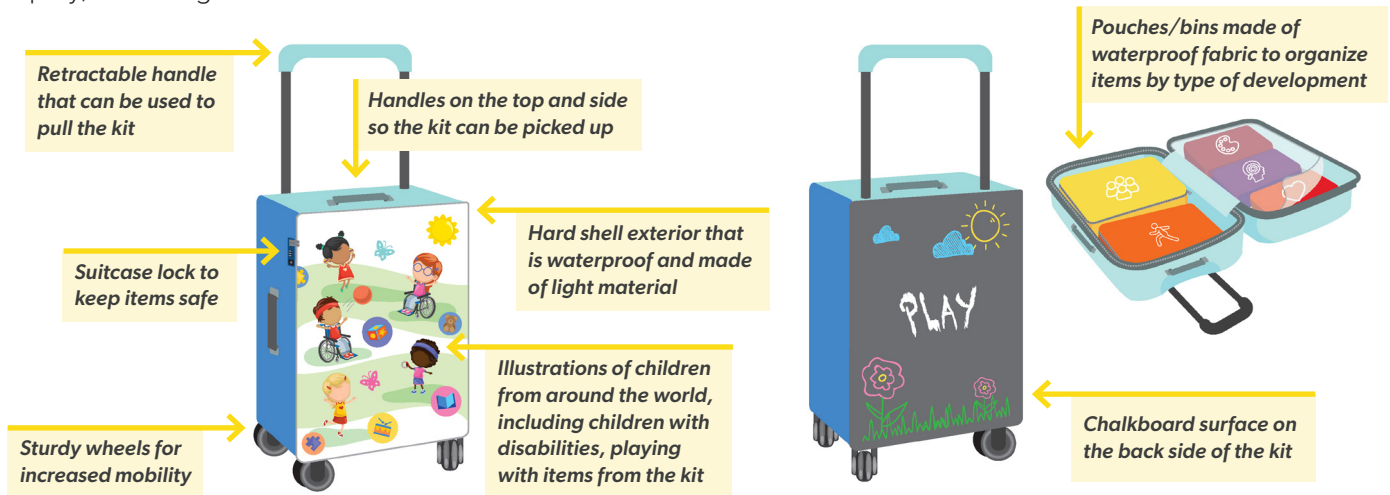 Retractable handle
that can be used to
pull the kit
Handles on the top and side
so the kit can be picked up
Suitcase lock to
keep items safe
Hard shell exterior that
is waterproof and made
of light material
Illustrations of children
from around the world,
including children with
disabilities, playing
with items from the kit
Sturdy wheels for
increased mobility
Pouches/bins made of
waterproof fabric to organize
items by type of development
PLAY
Chalkboard surface on
the back side of the kit